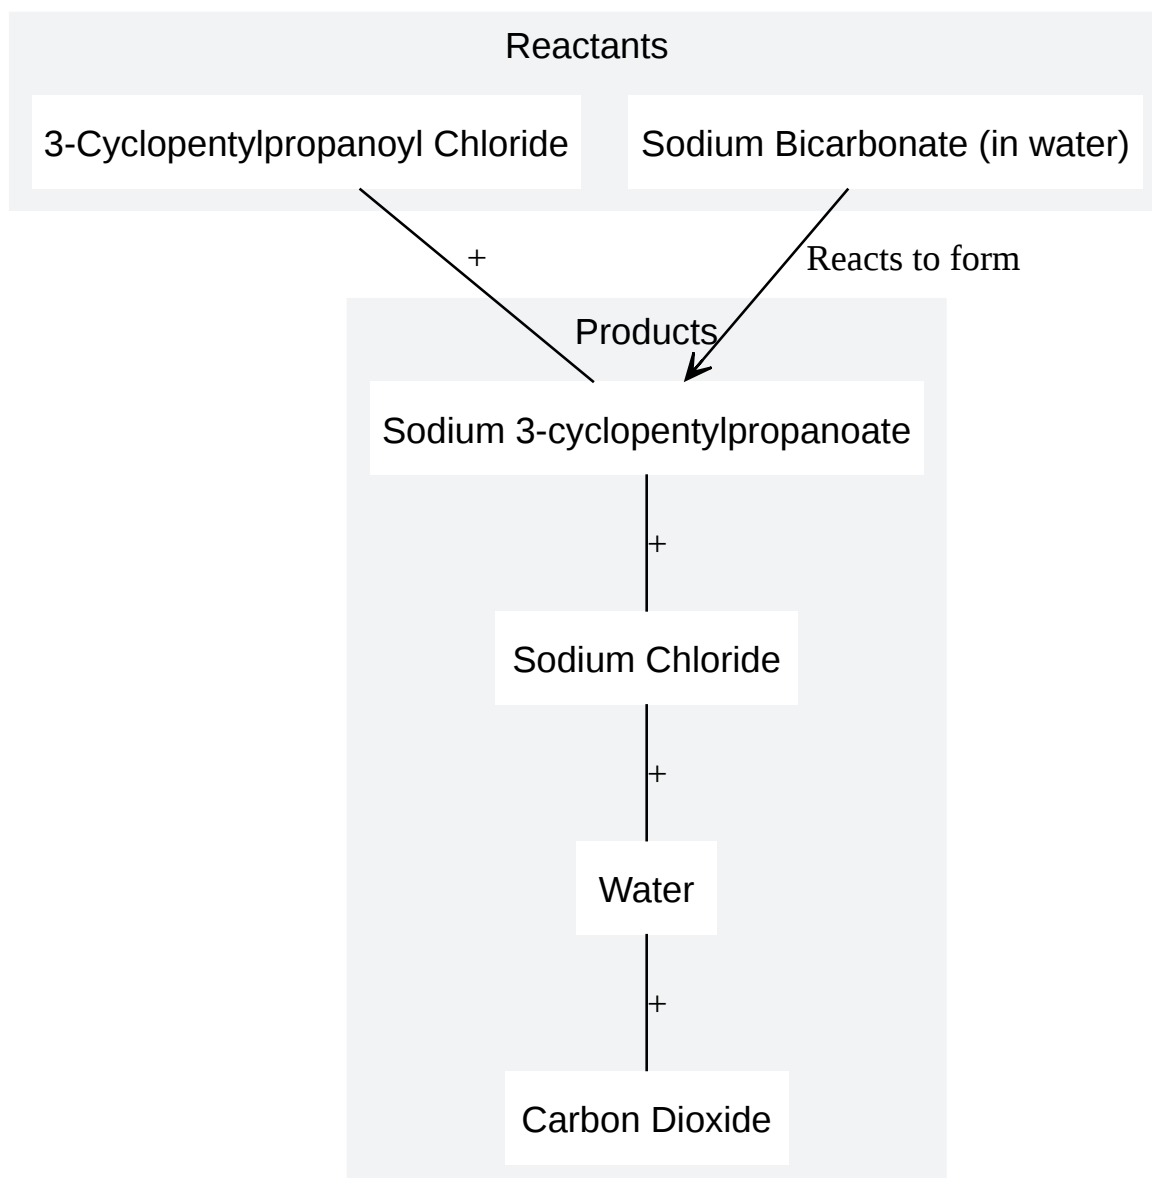 Reactants
3-Cyclopentylpropanoyl Chloride
Sodium Bicarbonate (in water)
+
Reacts to form
Products
Sodium 3-cyclopentylpropanoate
+
Sodium Chloride
+
Water
+
Carbon Dioxide